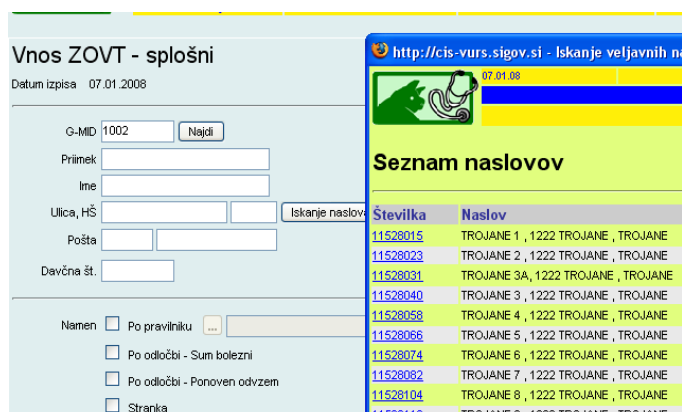 Vnos ZOVT - splošni
Datum izpisa 07.01.2008
G-MID 1002 Najdi
Priimek
Ime
Ulica, HŠ Iskanje naslov
Pošta
Davčna št.
Namen Po pravilniku ...
Po odločbi - Sum bolezni
Po odločbi - Ponoven odvzem
Stranka
http://cis-vurs.sigov.si - Iskanje veljavnih
07.01.08
Seznam naslovov
Številka Naslov
11528015 TROJANE 1 , 1222 TROJANE , TROJANE
11528023 TROJANE 2 , 1222 TROJANE , TROJANE
11528031 TROJANE 3A, 1222 TROJANE , TROJANE
11528040 TROJANE 3 , 1222 TROJANE , TROJANE
11528058 TROJANE 4 , 1222 TROJANE , TROJANE
11528066 TROJANE 5 , 1222 TROJANE , TROJANE
11528074 TROJANE 6 , 1222 TROJANE , TROJANE
11528082 TROJANE 7 , 1222 TROJANE , TROJANE
11528104 TROJANE 8 , 1222 TROJANE , TROJANE